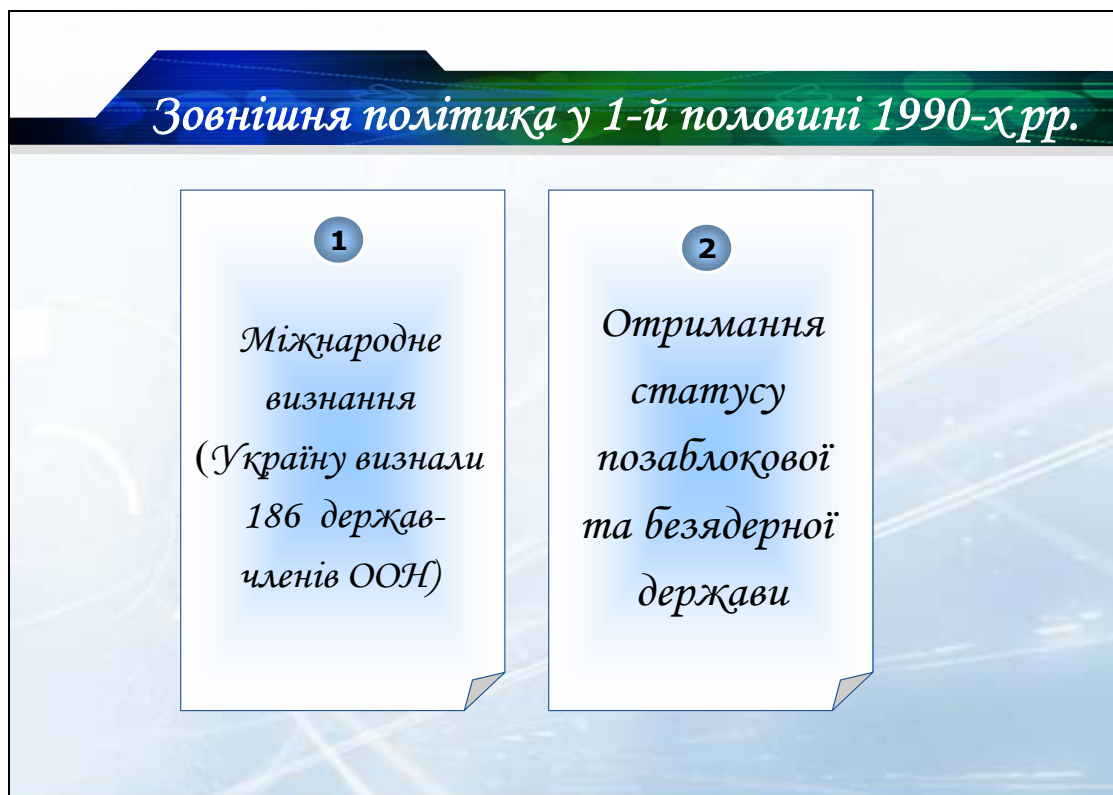 Зовнішня політика у 1-й половині 1990-х рр.
1
Міжнародне
визнання
(Україну визнали
186 держав-
членів ООН)
2
Отримання
статусу
позаблокової
та безядерної
держави